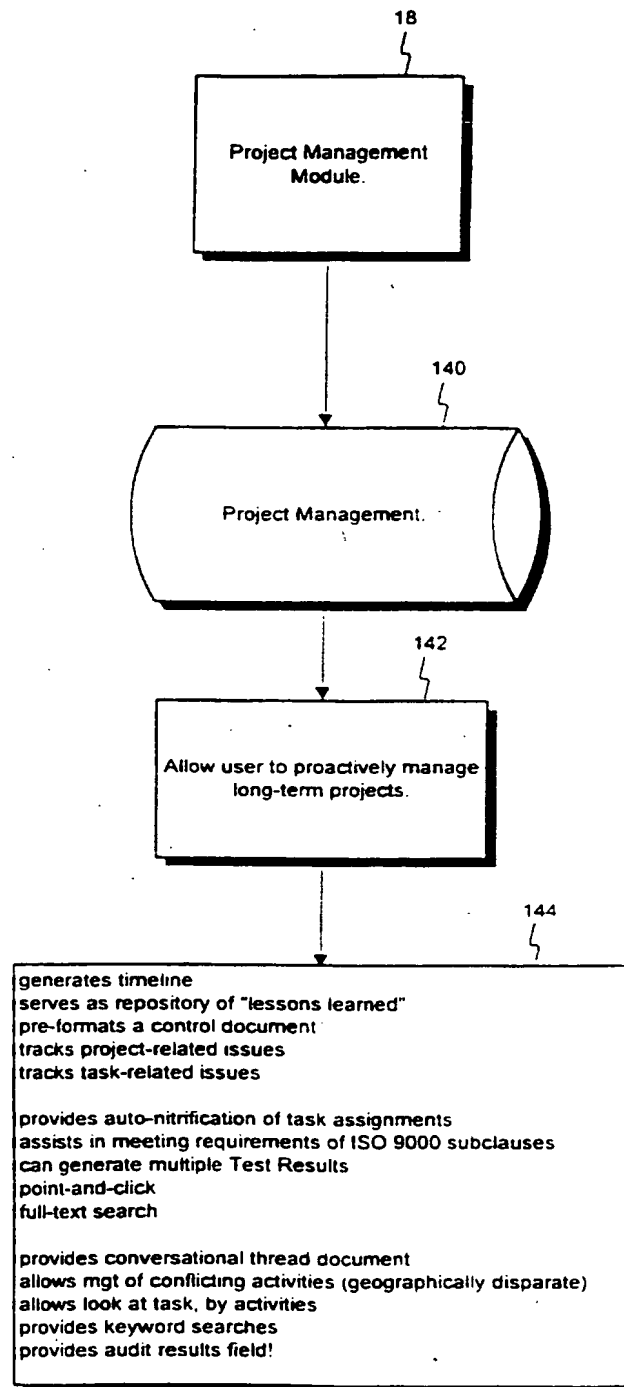 18
Project Management
Module.
140
Project Management.
142
Allow user to proactively manage
long-term projects.
144
generates timeline
serves as repository of "lessons learned"
pre-formats a control document
tracks project-related issues
tracks task-related issues
provides auto-nitrification of task assignments
assists in meeting requirements of ISO 9000 subclauses
can generate multiple Test Results
point-and-click
full-text search
provides conversational thread document
allows mgt of conflicting activities (geographically disparate)
allows look at task, by activities
provides keyword searches
provides audit results field!